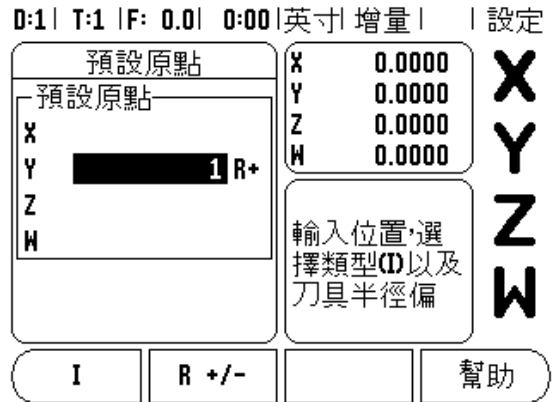 D:1 | T:1 |F: 0.0| 0:00|英寸|增量| |設定
預設原點
預設原點
X
Y 1 R+
Z
W
X 0.0000
Y 0.0000
Z 0.0000
W 0.0000
輸入位置,選
擇類型(I)以及
刀具半徑偏
X
Y
Z
W
I R +/- 幫助